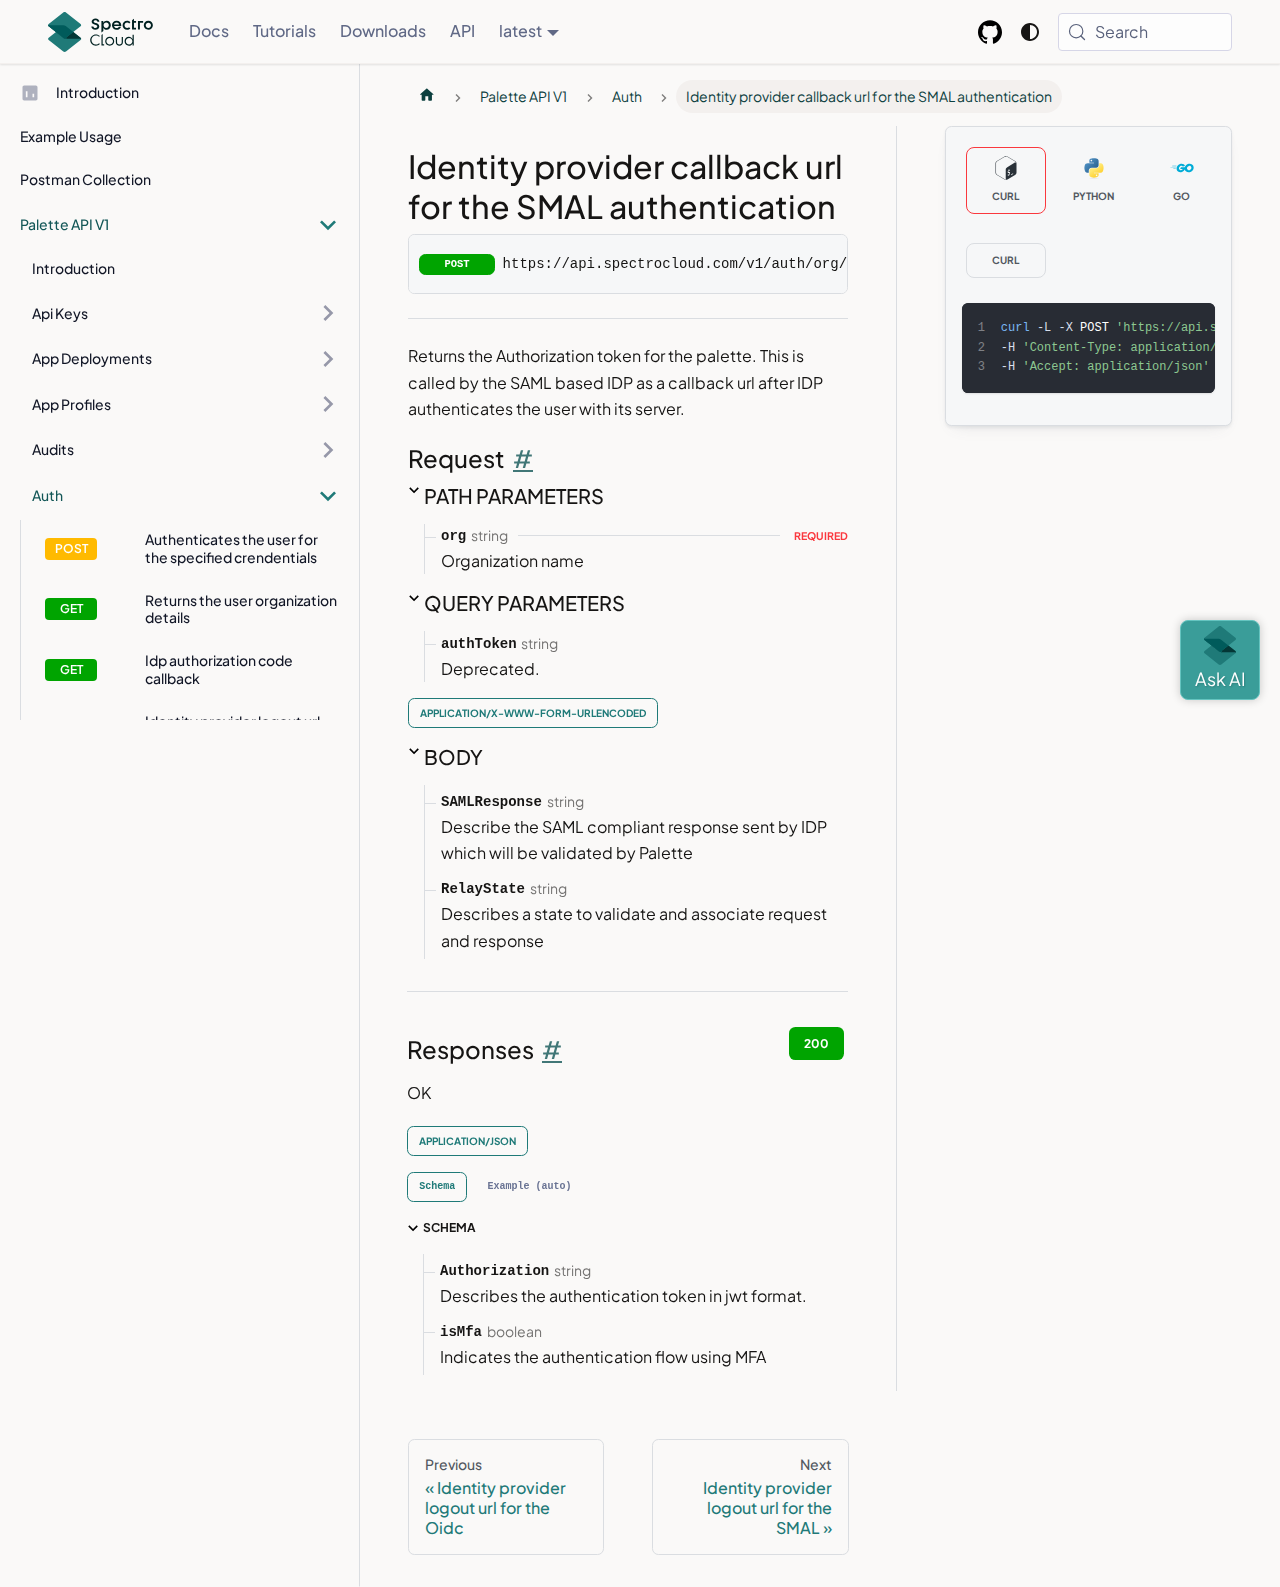 Spectro
Cloud
Docs
Tutorials
Downloads
API
latest
Search
Introduction
Example Usage
Postman Collection
Palette API V1
Introduction
Api Keys
App Deployments
App Profiles
Audits
Auth
POST
Authenticates the user for
the specified crendentials
GET
Returns the user organization
details
GET
Idp authorization code
callback
Identity provider logout url
Palette API V1
Auth
Identity provider callback url for the SMAL authentication
Identity provider callback url
for the SMAL authentication
POST https://api.spectrocloud.com/v1/auth/org/
Returns the Authorization token for the palette. This is
called by the SAML based IDP as a callback url after IDP
authenticates the user with its server.
Request #
PATH PARAMETERS
org string REQUIRED
Organization name
QUERY PARAMETERS
authToken string
Deprecated.
APPLICATION/X-WWW-FORM-URLENCODED
BODY
SAMLResponse string
Describe the SAML compliant response sent by IDP
which will be validated by Palette
RelayState string
Describes a state to validate and associate request
and response
Responses #
200
OK
APPLICATION/JSON
Schema
Example (auto)
SCHEMA
Authorization string
Describes the authentication token in jwt format.
isMfa boolean
Indicates the authentication flow using MFA
Previous
« Identity provider
logout url for the
Oidc
Next
Identity provider
logout url for the
SMAL »
CURL
PYTHON
GO
GO
CURL
1 curl -L -X POST 'https://api.s
2 -H 'Content-Type: application/
3 -H 'Accept: application/json'
Ask AI